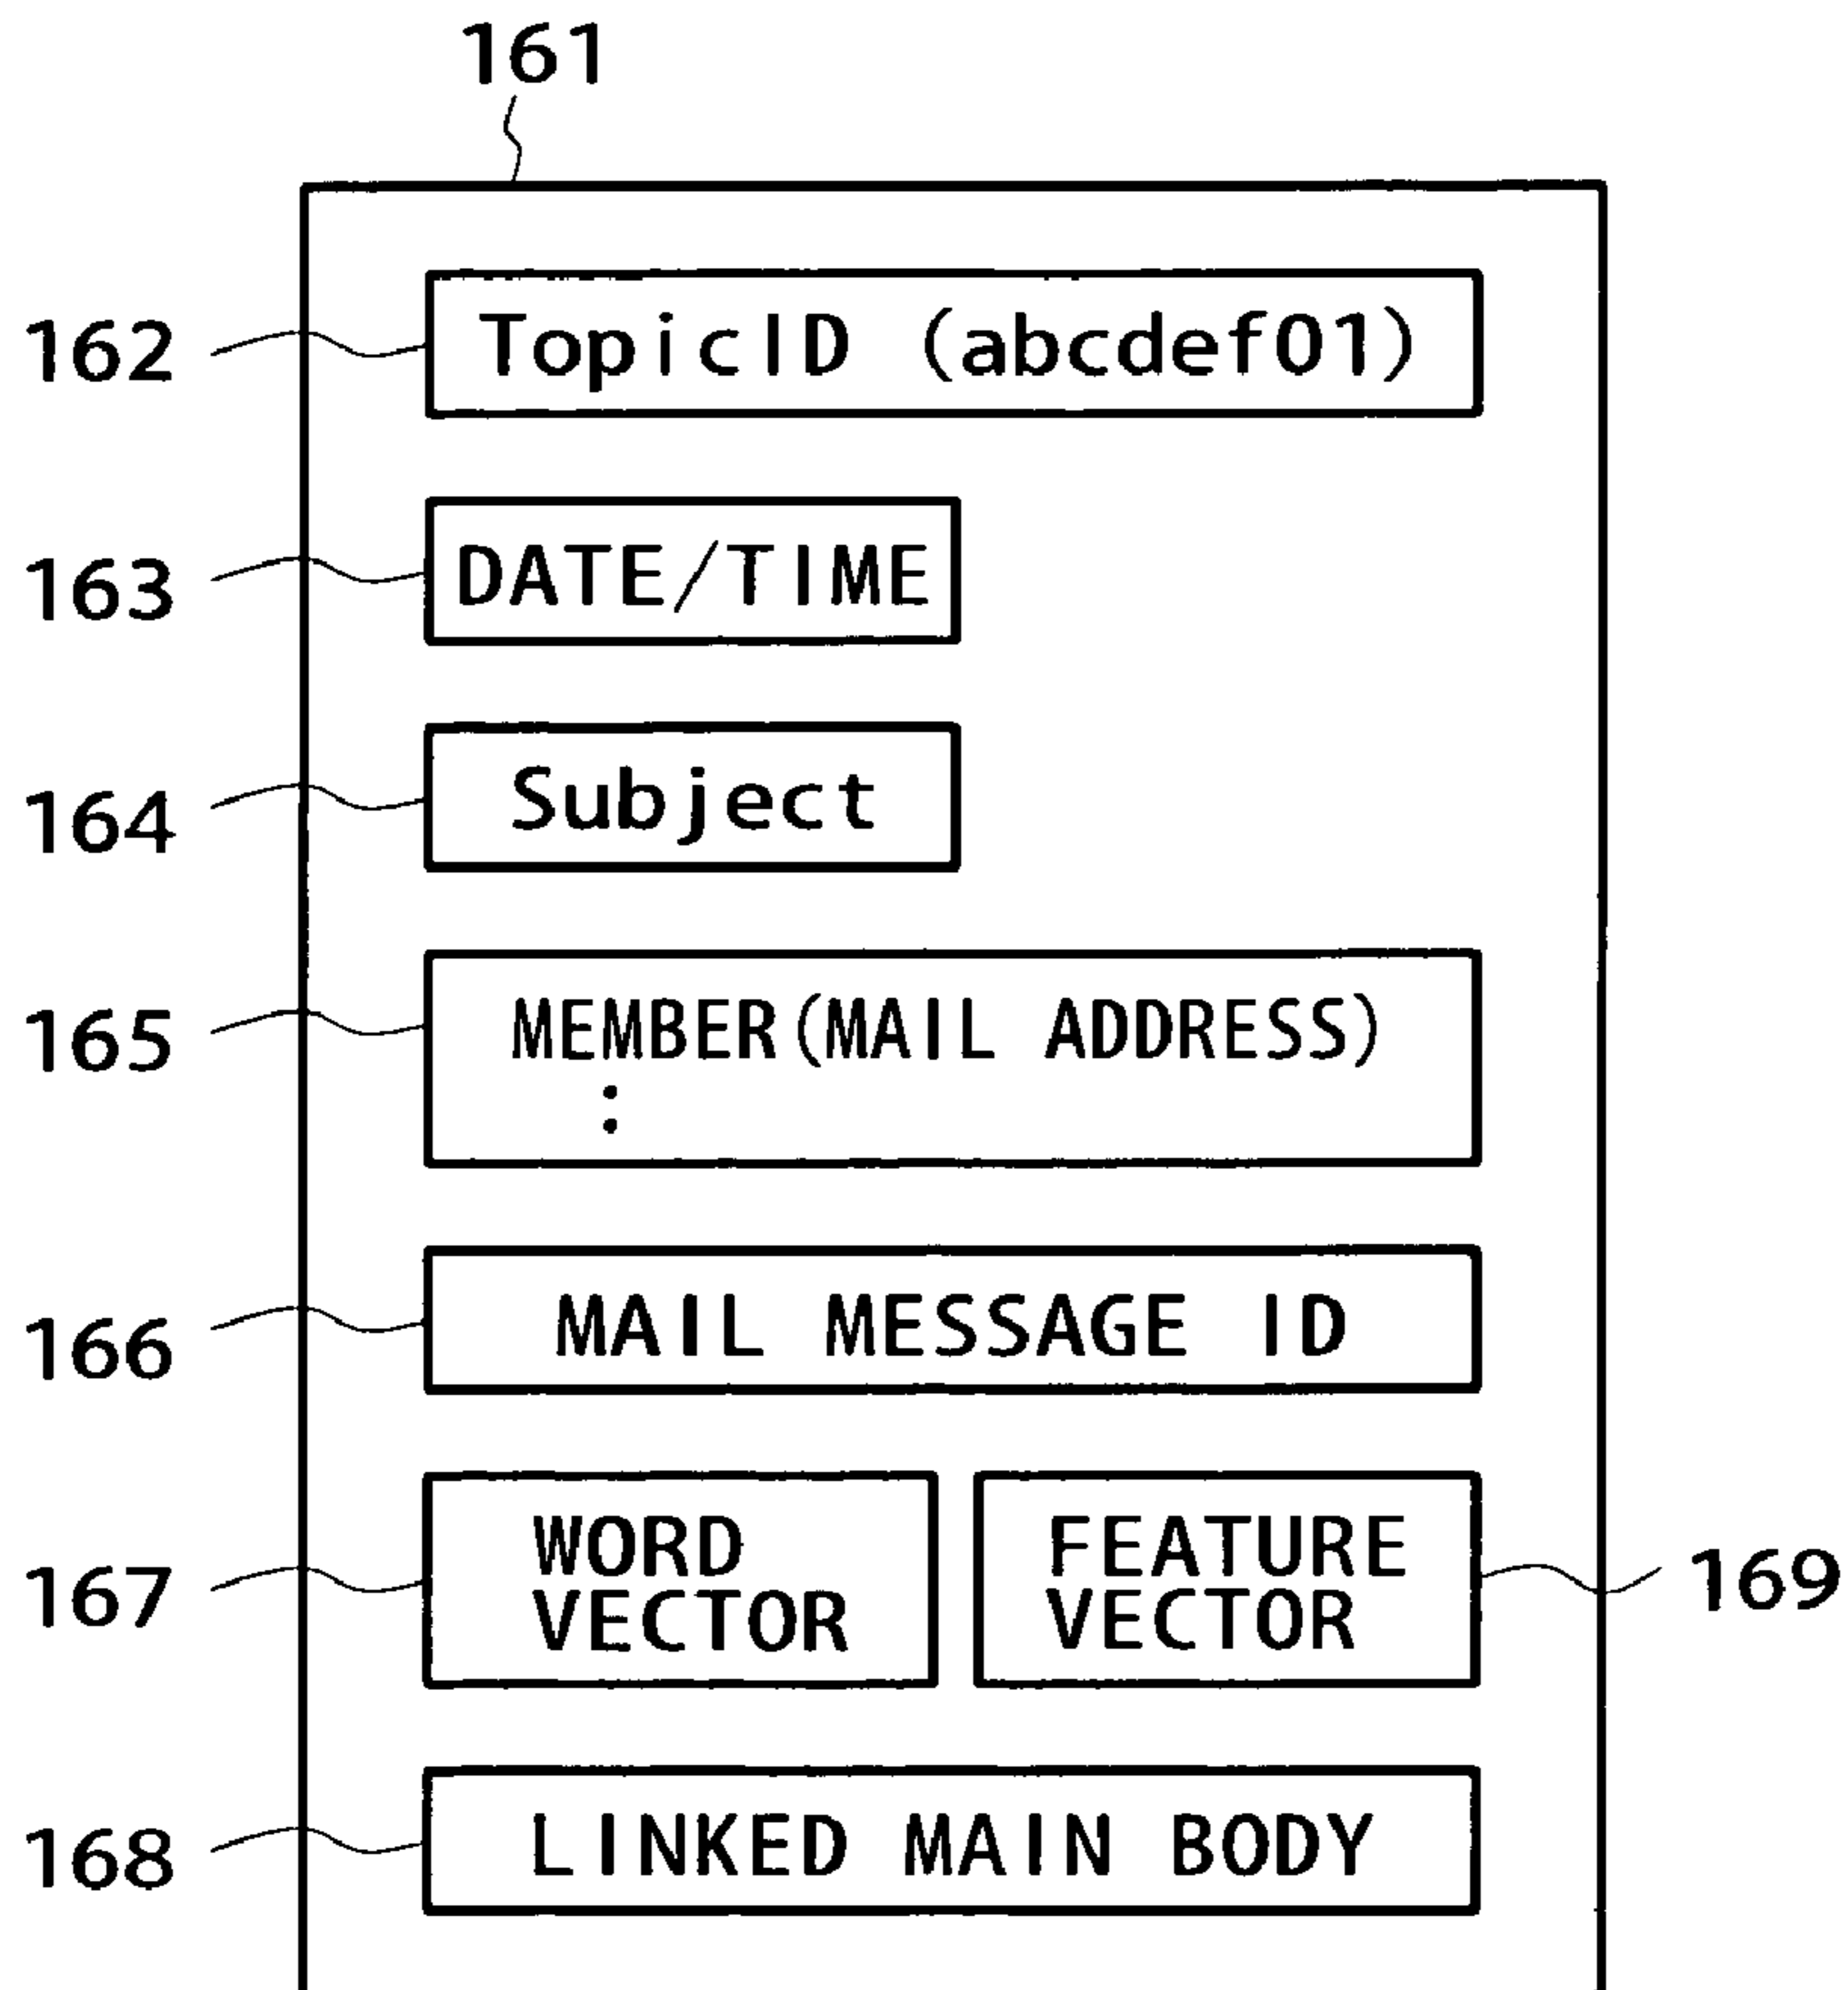 161
162 TopicID (abcdef01)
163 DATE/TIME
164 Subject
165 MEMBER(MAIL ADDRESS)
:
166 MAIL MESSAGE ID
167 WORD VECTOR
FEATURE VECTOR 169
168 LINKED MAIN BODY